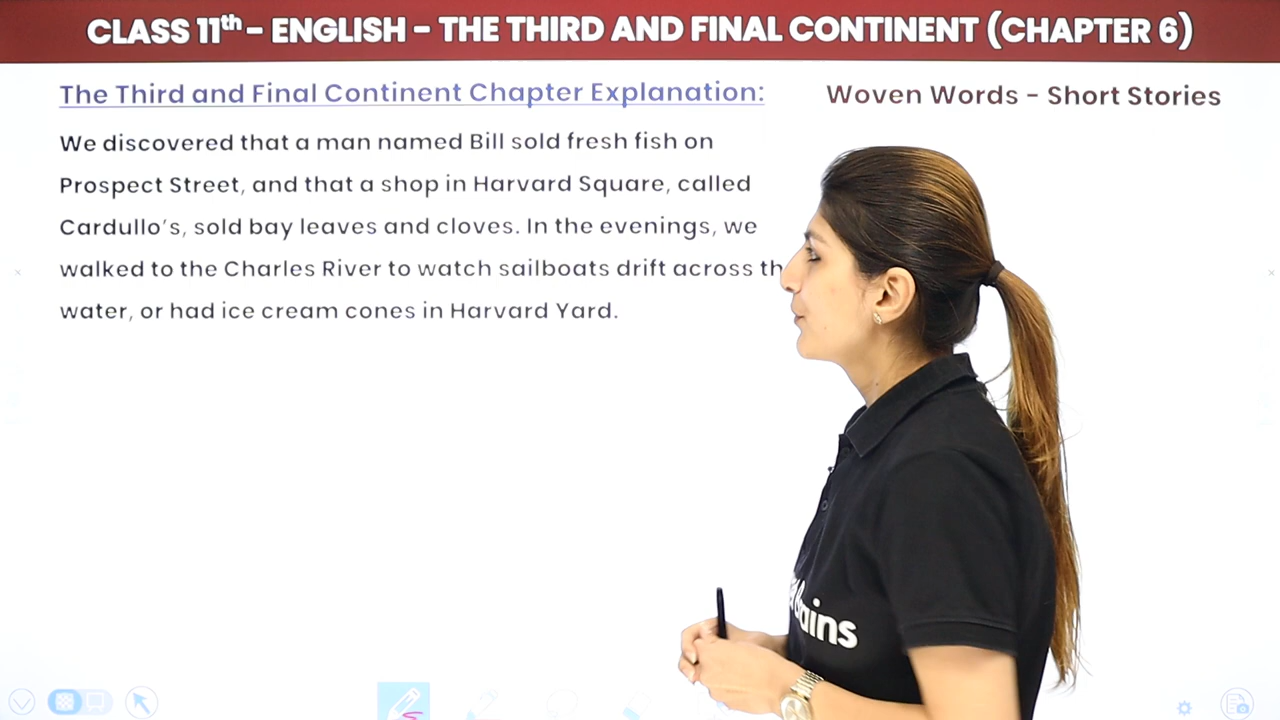 CLASS 11th – ENGLISH – THE THIRD AND FINAL CONTINENT (CHAPTER 6)
The Third and Final Continent Chapter Explanation:
Woven Words – Short Stories
We discovered that a man named Bill sold fresh fish on
Prospect Street, and that a shop in Harvard Square, called
Cardullo's, sold bay leaves and cloves. In the evenings, we
walked to the Charles River to watch sailboats drift across
water, or had ice cream cones in Harvard Yard.